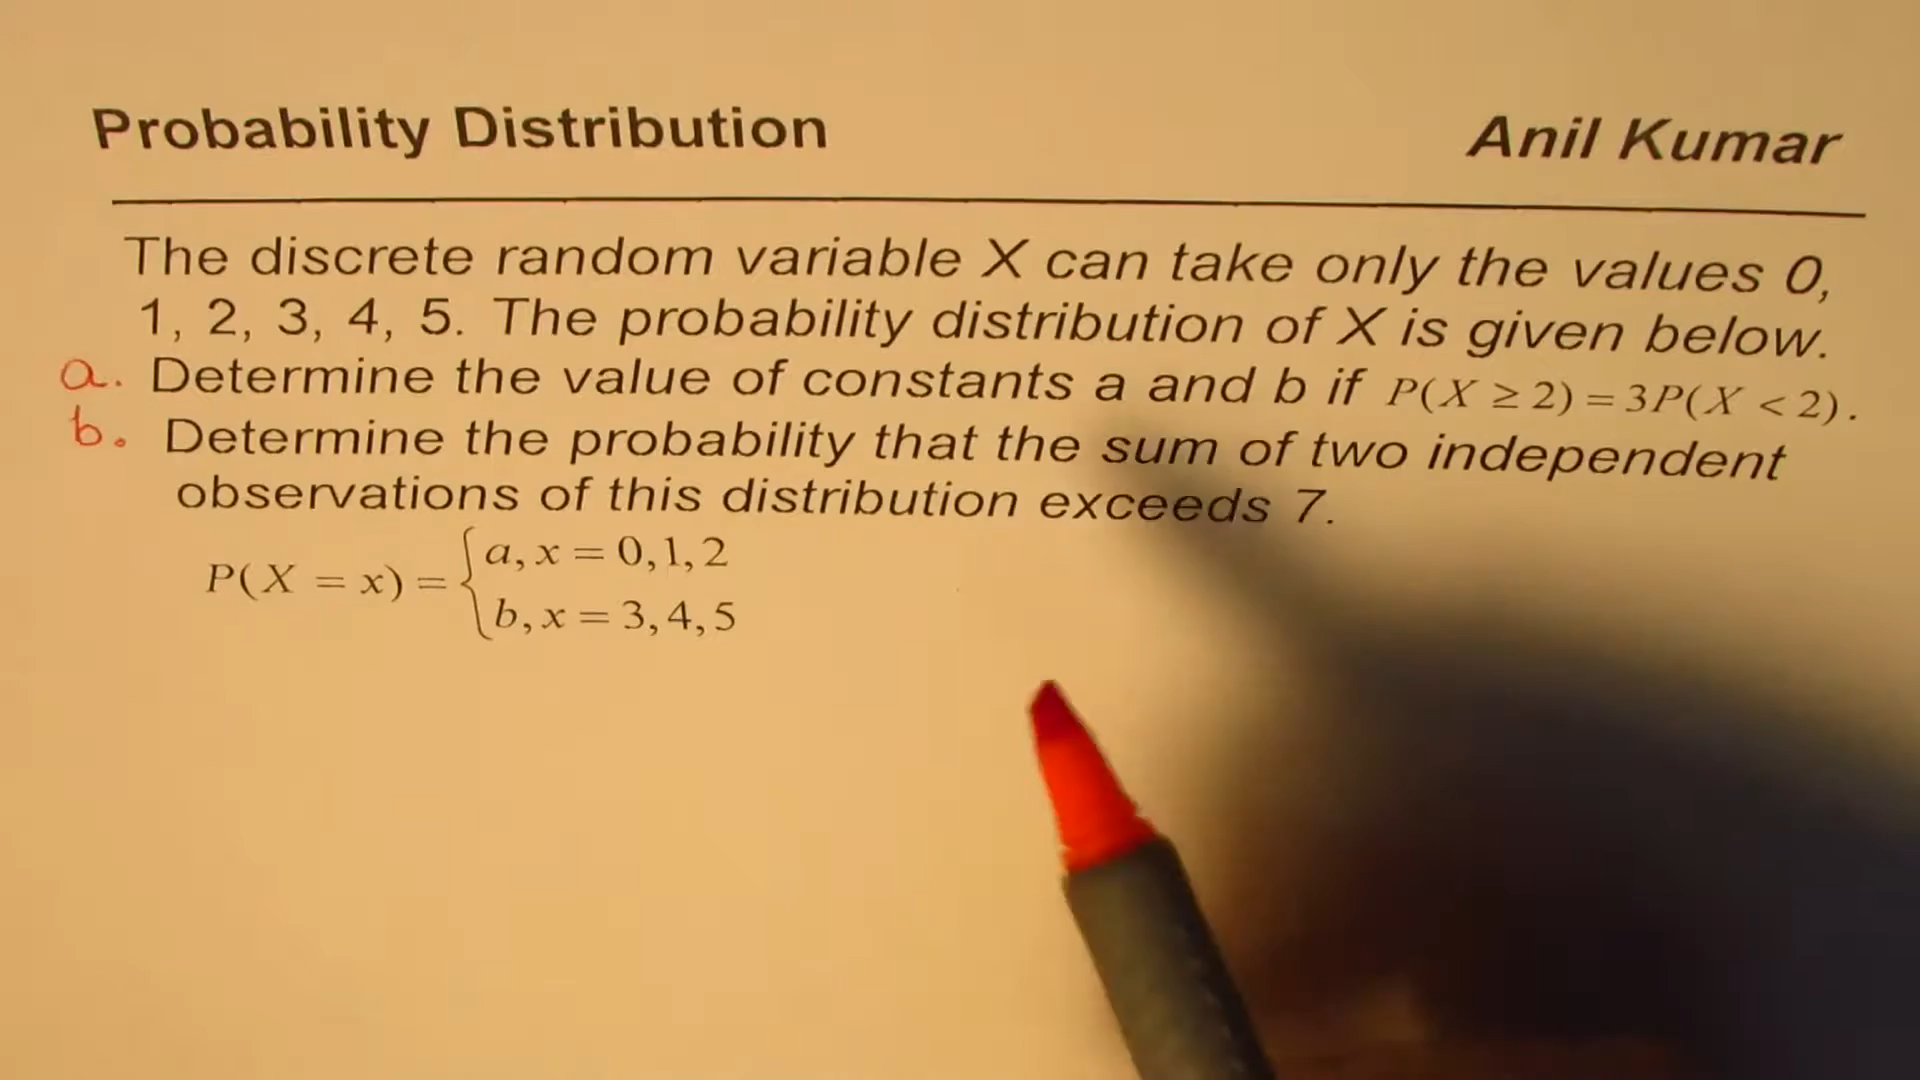 Probability Distribution Anil Kumar
The discrete random variable X can take only the values 0,
1, 2, 3, 4, 5. The probability distribution of X is given below.
a. Determine the value of constants a and b if P(X ≥ 2) = 3P(X < 2).
b. Determine the probability that the sum of two independent
observations of this distribution exceeds 7.
P(X = x) = { a, x = 0, 1, 2
b, x = 3, 4, 5